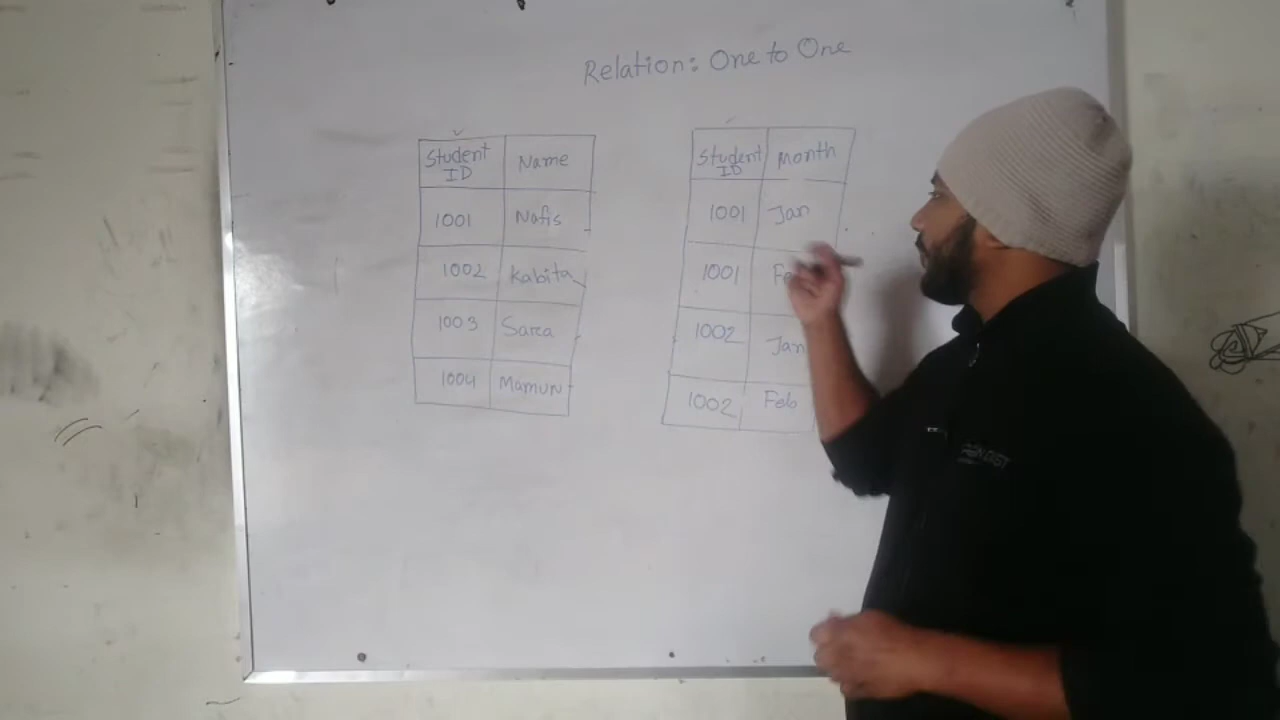 Relation: One to One
Student ID Name
1001 Nafis
1002 Kabita
1003 Sara
1004 Mamun
Student ID Month
1001 Jan
1001 Fe
1002 Jan
1002 Feb